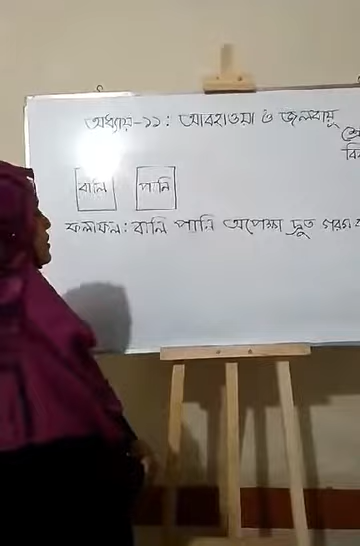 অধ্যায়-১১: আবহাওয়া ও জলবায়ু
বালি পানি
ফলাফল: বালি পানি অপেক্ষা দ্রুত গরম